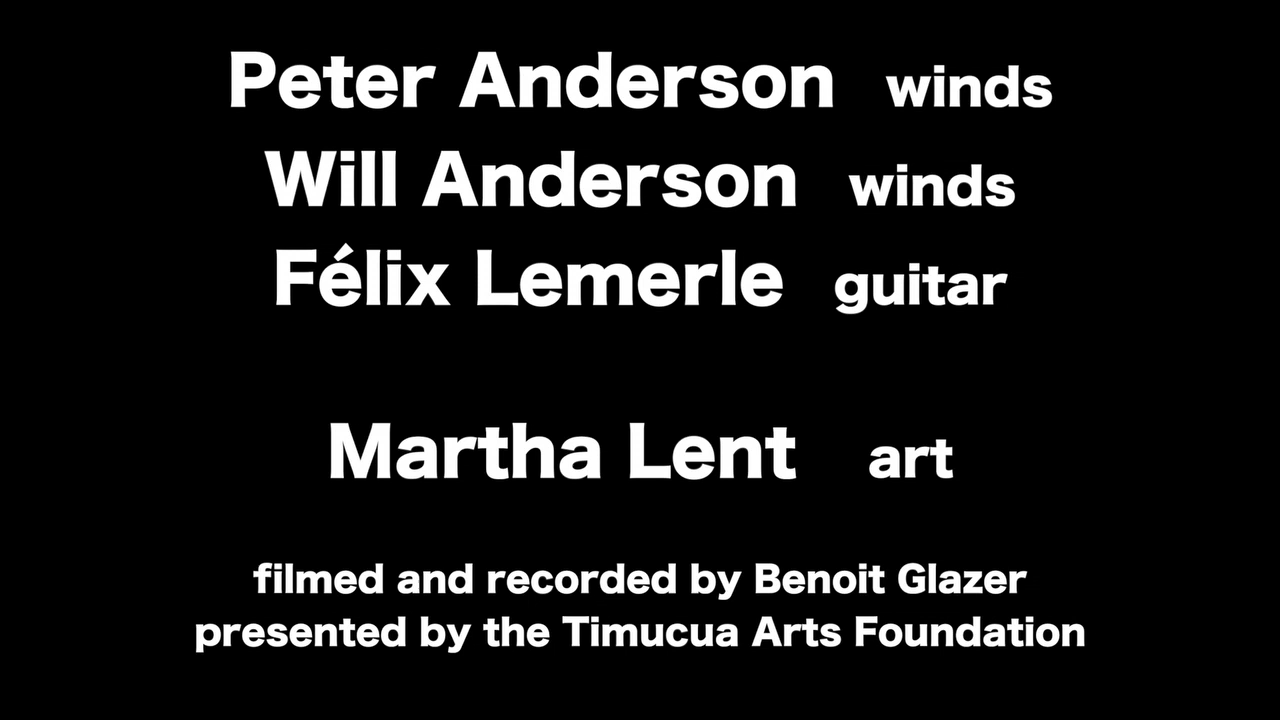 Peter Anderson winds
Will Anderson winds
Félix Lemerle guitar
Martha Lent art
filmed and recorded by Benoit Glazer
presented by the Timucua Arts Foundation